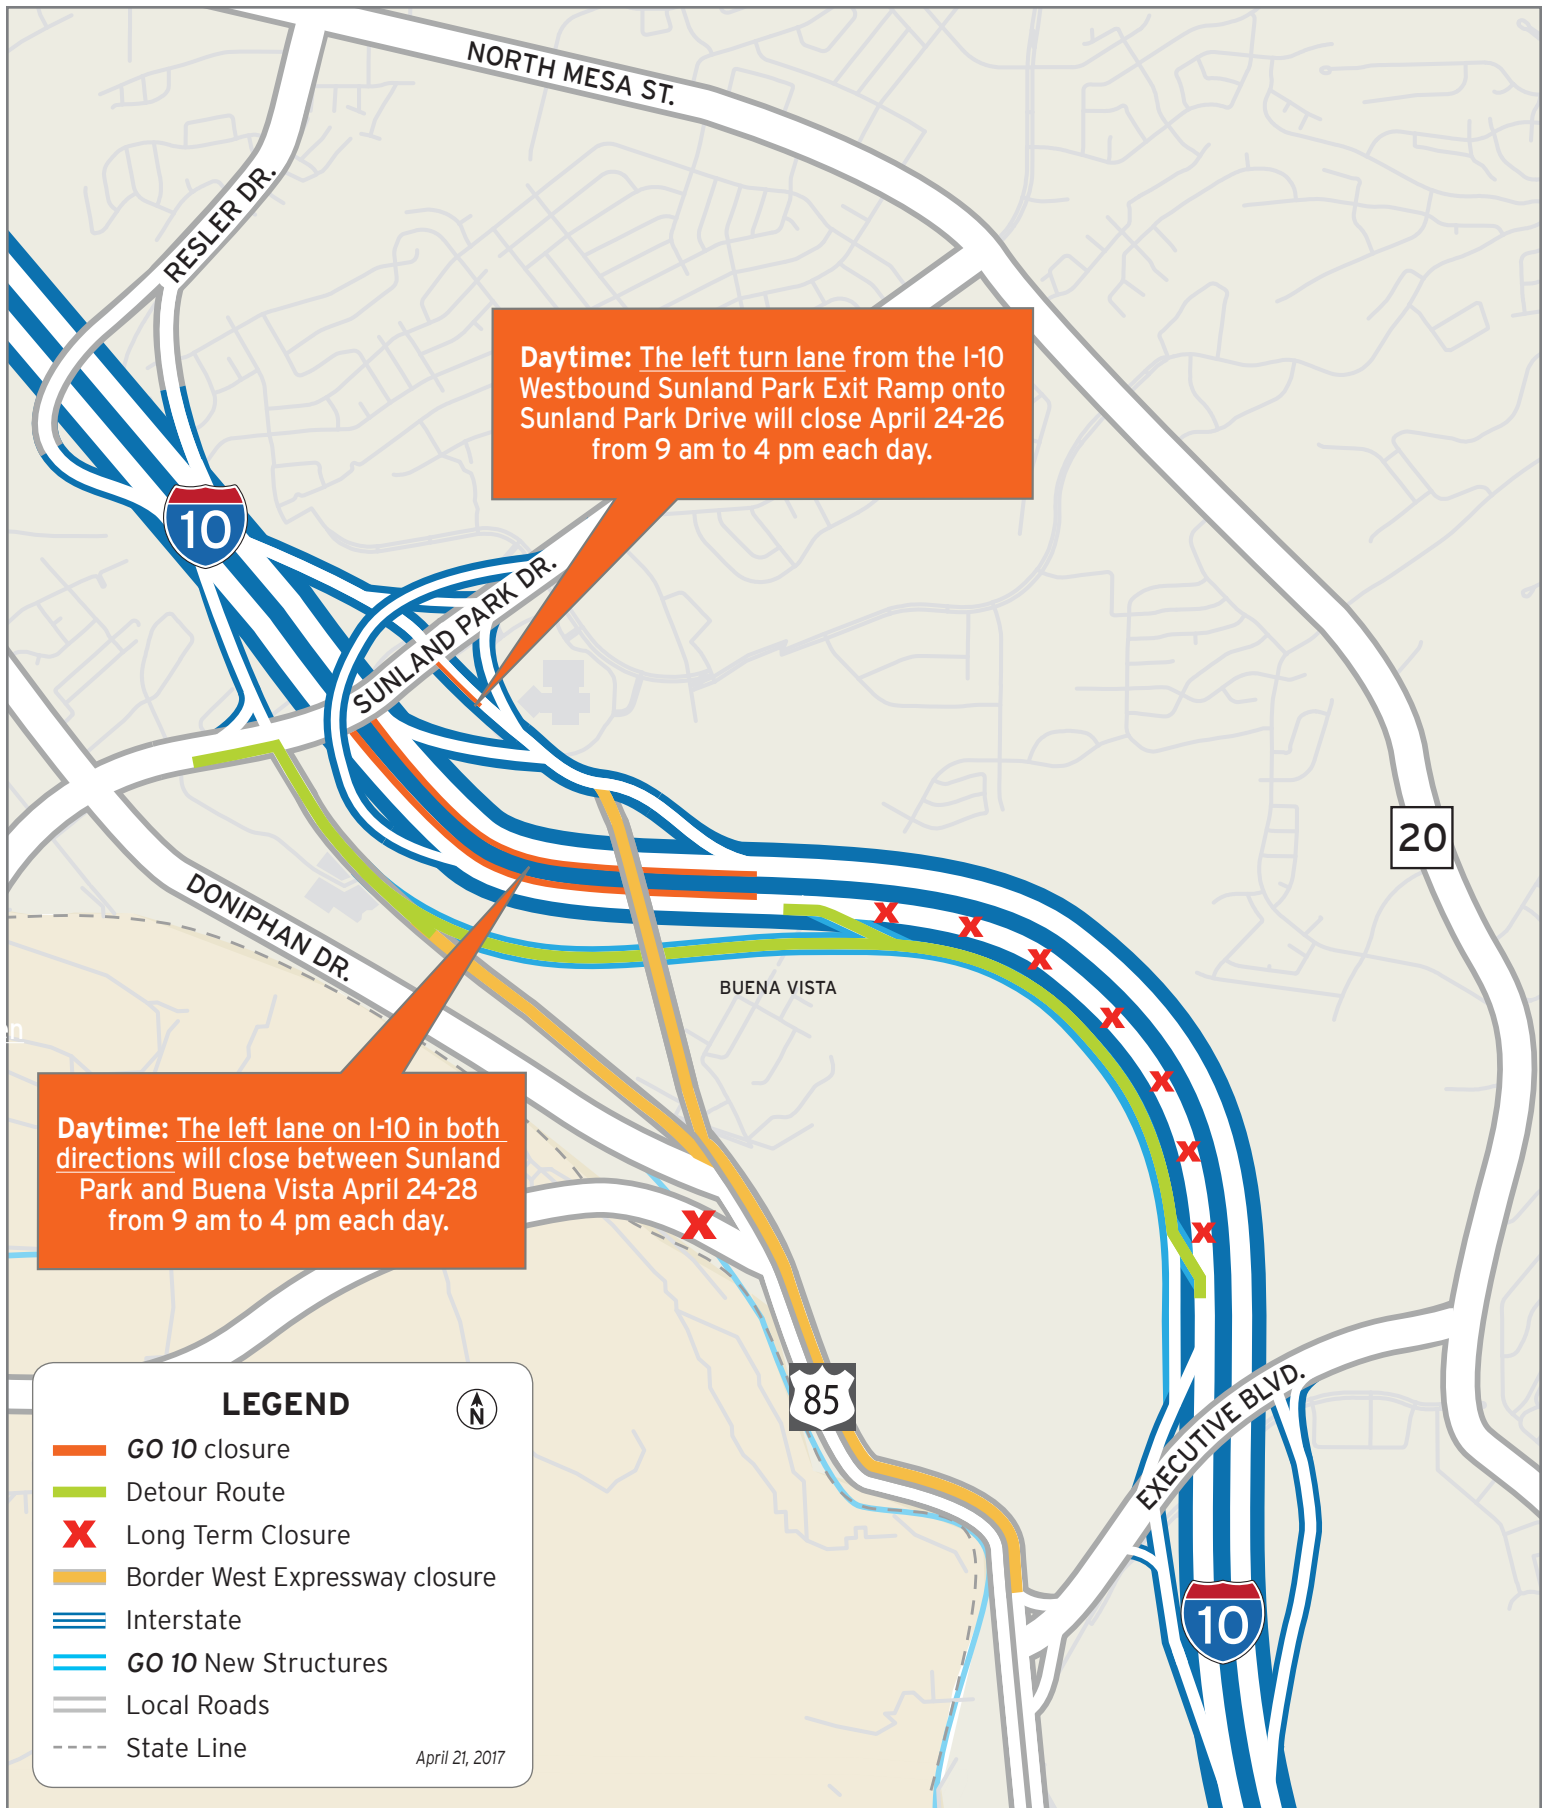 NORTH MESA ST.
RESLER DR.
Daytime: The left turn lane from the I-10
Westbound Sunland Park Exit Ramp onto
Sunland Park Drive will close April 24-26
from 9 am to 4 pm each day.
10
SUNLAND PARK DR.
20
DONIPHAN DR.
BUENA VISTA
en
Daytime: The left lane on I-10 in both
directions will close between Sunland
Park and Buena Vista April 24-28
from 9 am to 4 pm each day.
85
EXECUTIVE BLVD.
10
LEGEND
N
GO 10 closure
Detour Route
X Long Term Closure
Border West Expressway closure
Interstate
GO 10 New Structures
Local Roads
State Line
April 21, 2017